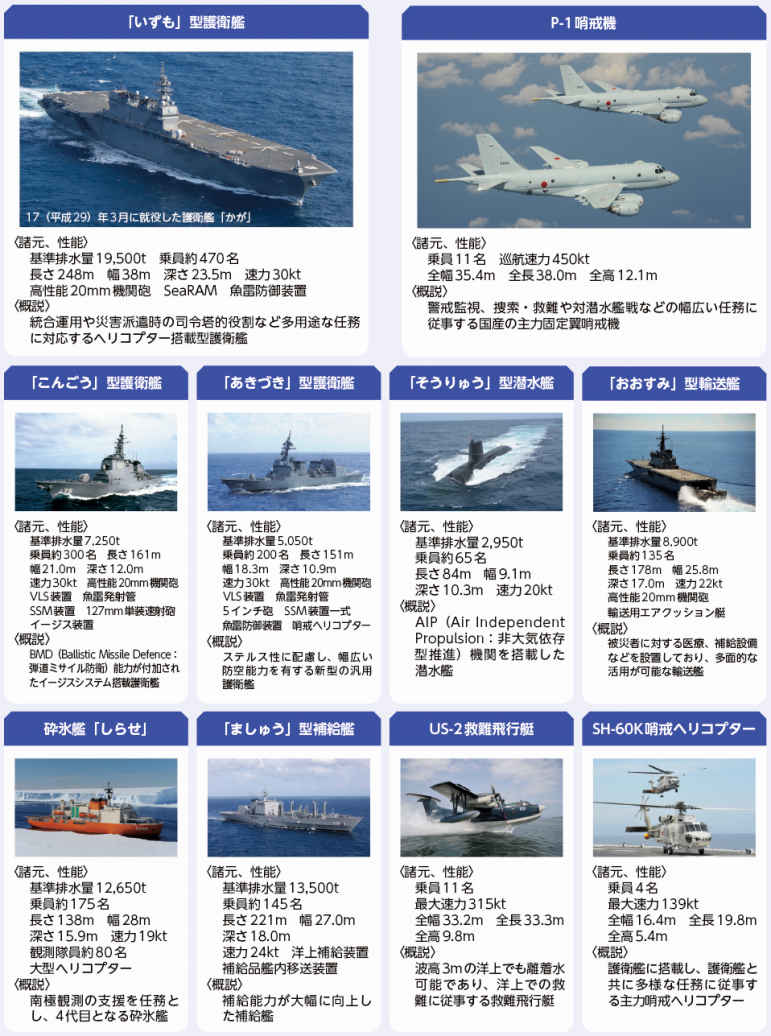 「いずも」型護衛艦
17（平成29）年3月に就役した護衛艦「かが」
〈諸元、性能〉
基準排水量19,500t　乗員約470名
長さ248m　幅38m　深さ23.5m　速力30kt
高性能20mm機関砲　SeaRAM　魚雷防御装置
〈概説〉
統合運用や災害派遣時の司令塔的役割など多用途な任務
に対応するヘリコプター搭載型護衛艦
P-1哨戒機
〈諸元、性能〉
乗員11名　巡航速力450kt
全幅35.4m　全長38.0m　全高12.1m
〈概説〉
警戒監視、捜索・救難や対潜水艦戦などの幅広い任務に
従事する国産の主力固定翼哨戒機
「こんごう」型護衛艦
〈諸元、性能〉
基準排水量7,250t
乗員約300名　長さ161m
幅21.0m　深さ12.0m
速力30kt　高性能20mm機関砲
VLS装置　魚雷発射管
SSM装置　127mm単装速射砲
イージス装置
〈概説〉
BMD（Ballistic Missile Defence：
弾道ミサイル防衛）能力が付加され
たイージスシステム搭載護衛艦
「あきづき」型護衛艦
〈諸元、性能〉
基準排水量5,050t
乗員約200名　長さ151m
幅18.3m　深さ10.9m
速力30kt　高性能20mm機関砲
VLS装置　魚雷発射管
5インチ砲　SSM装置一式
魚雷防御装置　哨戒ヘリコプター
〈概説〉
ステルス性に配慮し、幅広い
防空能力を有する新型の汎用
護衛艦
「そうりゅう」型潜水艦
〈諸元、性能〉
基準排水量2,950t
乗員約65名
長さ84m　幅9.1m
深さ10.3m　速力20kt
〈概説〉
AIP（Air Independent
Propulsion：非大気依存
型推進）機関を搭載した
潜水艦
「おおすみ」型輸送艦
〈諸元、性能〉
基準排水量8,900t
乗員約135名
長さ178m　幅25.8m
深さ17.0m　速力22kt
高性能20mm機関砲
輸送用エアクッション艇
〈概説〉
被災者に対する医療、補給設備
などを設置しており、多面的な
活用が可能な輸送艦
砕氷艦「しらせ」
〈諸元、性能〉
基準排水量12,650t
乗員約175名
長さ138m　幅28m
深さ15.9m　速力19kt
観測隊員約80名
大型ヘリコプター
〈概説〉
南極観測の支援を任務と
し、4代目となる砕氷艦
「ましゅう」型補給艦
〈諸元、性能〉
基準排水量13,500t
乗員約145名
長さ221m　幅27.0m
深さ18.0m
速力24kt　洋上補給装置
補給品艦内移送装置
〈概説〉
補給能力が大幅に向上し
た補給艦
US-2救難飛行艇
〈諸元、性能〉
乗員11名
最大速力315kt
全幅33.2m　全長33.3m
全高9.8m
〈概説〉
波高3mの洋上でも離着水
可能であり、洋上での救
難に従事する救難飛行艇
SH-60K哨戒ヘリコプター
〈諸元、性能〉
乗員4名
最大速力139kt
全幅16.4m　全長19.8m
全高5.4m
〈概説〉
護衛艦に搭載し、護衛艦と
共に多様な任務に従事す
る主力哨戒ヘリコプター